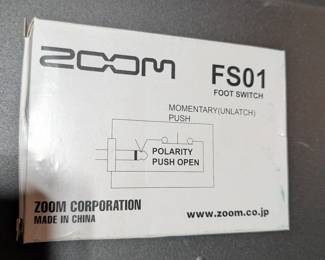 ZOOM
FS01
FOOT SWITCH
MOMENTARY(UNLATCH)
PUSH
POLARITY
PUSH OPEN
ZOOM CORPORATION
MADE IN CHINA
www.zoom.co.jp